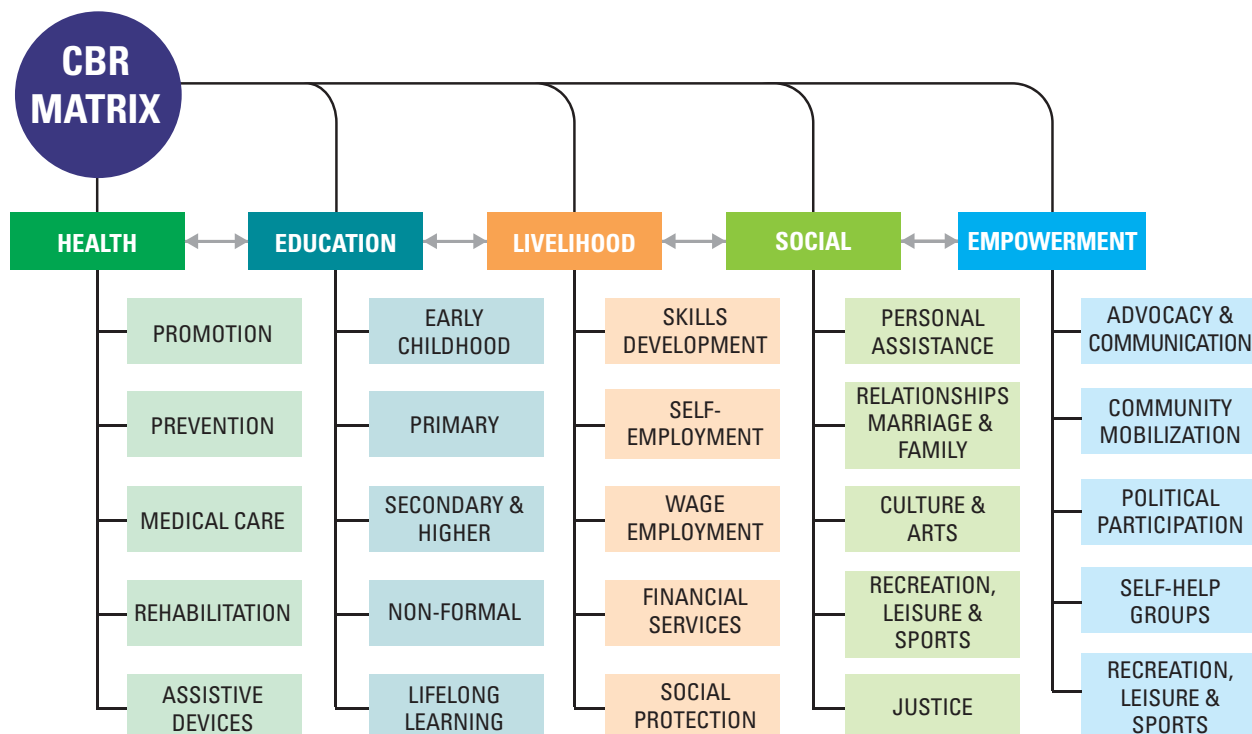 CBR
MATRIX
HEALTH
EDUCATION
LIVELIHOOD
SOCIAL
EMPOWERMENT
PROMOTION
PREVENTION
MEDICAL CARE
REHABILITATION
ASSISTIVE
DEVICES
EARLY
CHILDHOOD
PRIMARY
SECONDARY &
HIGHER
NON-FORMAL
LIFELONG
LEARNING
SKILLS
DEVELOPMENT
SELF-
EMPLOYMENT
WAGE
EMPLOYMENT
FINANCIAL
SERVICES
SOCIAL
PROTECTION
PERSONAL
ASSISTANCE
RELATIONSHIPS
MARRIAGE &
FAMILY
CULTURE &
ARTS
RECREATION,
LEISURE &
SPORTS
JUSTICE
ADVOCACY &
COMMUNICATION
COMMUNITY
MOBILIZATION
POLITICAL
PARTICIPATION
SELF-HELP
GROUPS
RECREATION,
LEISURE &
SPORTS